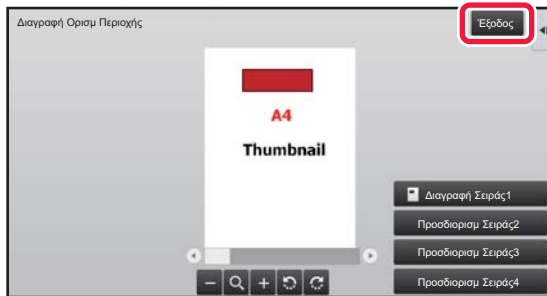 Διαγραφή Ορισμ Περιοχής
Έξοδος
A4
Thumbnail
Διαγραφή Σειράς1
Προσδιορισμ Σειράς2
Προσδιορισμ Σειράς3
Προσδιορισμ Σειράς4